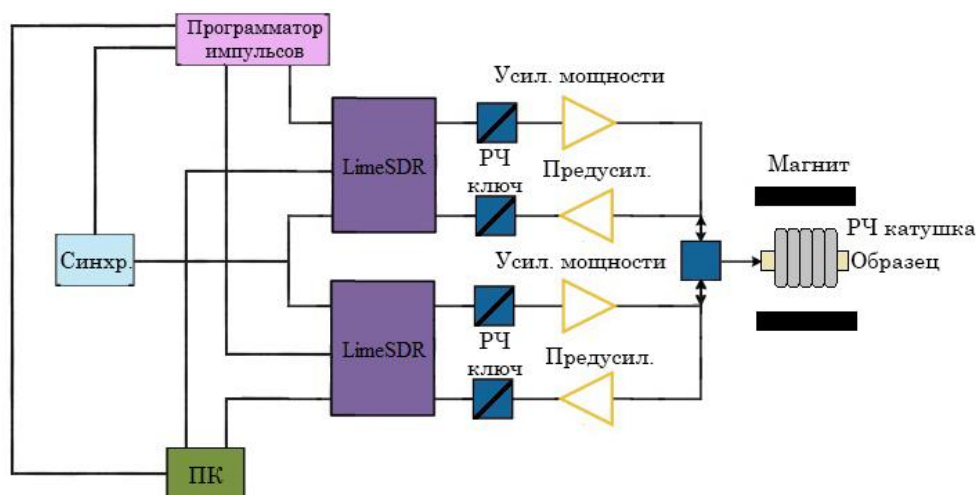 Программатор
импульсов
Усил. мощности
LimeSDR
РЧ
ключ
Предусил.
Магнит
РЧ катушка
Образец
Синхр.
Усил. мощности
LimeSDR
РЧ
ключ
Предусил.
ПК